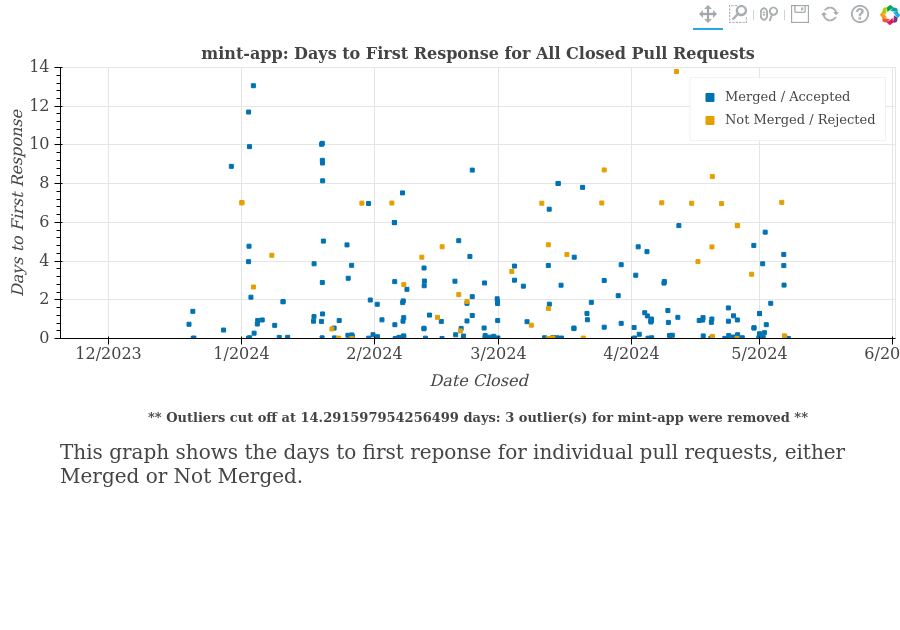 mint-app: Days to First Response for All Closed Pull Requests
14
12
10
8
6
4
2
0
Days to First Response
Merged / Accepted
Not Merged / Rejected
12/2023 1/2024 2/2024 3/2024 4/2024 5/2024 6/20
Date Closed
** Outliers cut off at 14.291597954256499 days: 3 outlier(s) for mint-app were removed **
This graph shows the days to first reponse for individual pull requests, either
Merged or Not Merged.